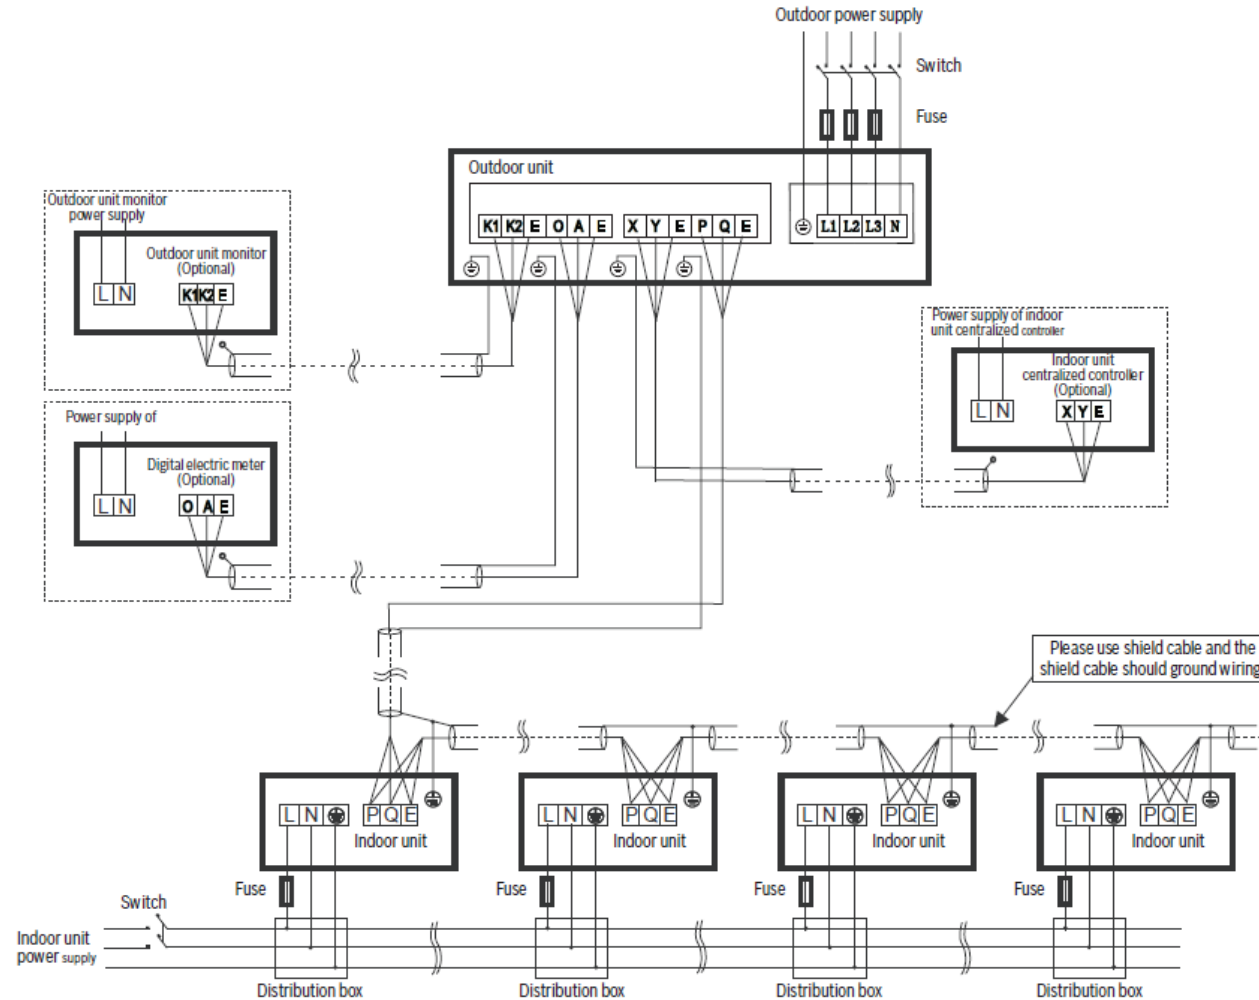 Outdoor power supply
Switch
Fuse
Outdoor unit
K1 K2 E O A E X Y E P Q E
L1 L2 L3 N
Outdoor unit monitor
power supply
Outdoor unit monitor
(Optional)
L N
K1 K2 E
Power supply of indoor
unit centralized controller
Indoor unit
centralized controller
(Optional)
L N
X Y E
Power supply of
Digital electric meter
(Optional)
L N
O A E
Please use shield cable and the
shield cable should ground wiring
L N
P Q E
Indoor unit
L N
P Q E
Indoor unit
L N
P Q E
Indoor unit
L N
P Q E
Indoor unit
Fuse
Fuse
Fuse
Fuse
Switch
Indoor unit
power supply
Distribution box
Distribution box
Distribution box
Distribution box